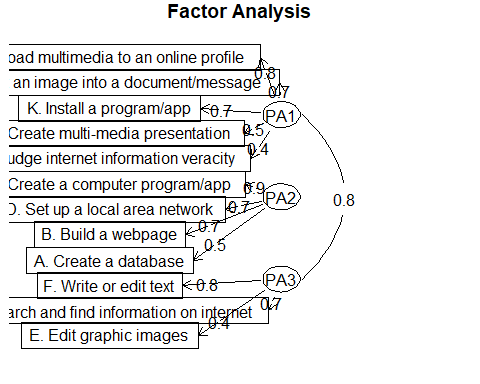 Factor Analysis
oad multimedia to an online profile
0.8
an image into a document/message
0.7
K. Install a program/app
0.7
PA1
Create multi-media presentation
0.5
udge internet information veracity
0.4
Create a computer program/app
0.9
PA2
0.8
D. Set up a local area network
0.7
B. Build a webpage
0.7
A. Create a database
0.5
F. Write or edit text
0.8
PA3
arch and find information on internet
0.7
E. Edit graphic images
0.4